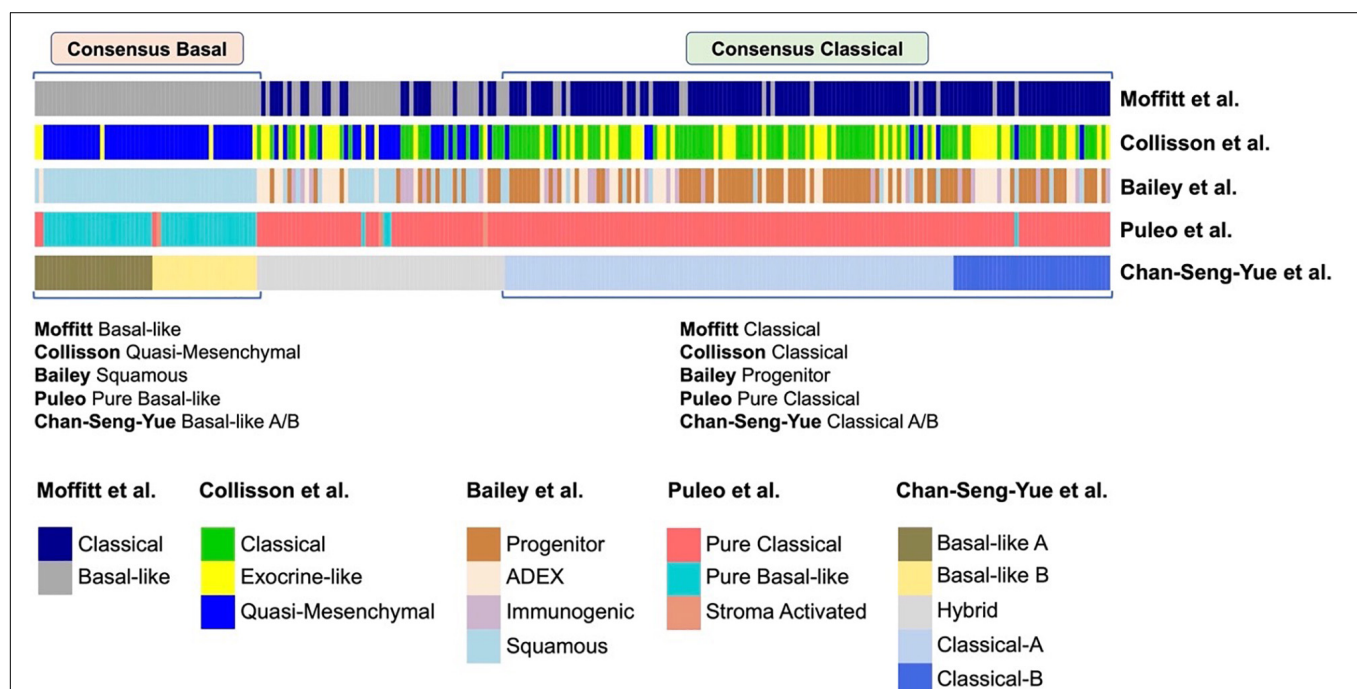 Consensus Basal
Consensus Classical
Moffitt et al.
Collisson et al.
Bailey et al.
Puleo et al.
Chan-Seng-Yue et al.
Moffitt Basal-like
Collisson Quasi-Mesenchymal
Bailey Squamous
Puleo Pure Basal-like
Chan-Seng-Yue Basal-like A/B
Moffitt Classical
Collisson Classical
Bailey Progenitor
Puleo Pure Classical
Chan-Seng-Yue Classical A/B
Moffitt et al.
Classical
Basal-like
Collisson et al.
Classical
Exocrine-like
Quasi-Mesenchymal
Bailey et al.
Progenitor
ADEX
Immunogenic
Squamous
Puleo et al.
Pure Classical
Pure Basal-like
Stroma Activated
Chan-Seng-Yue et al.
Basal-like A
Basal-like B
Hybrid
Classical-A
Classical-B